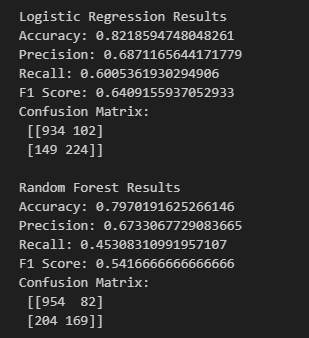 Logistic Regression Results
Accuracy: 0.8218594748048261
Precision: 0.6871165644171779
Recall: 0.6005361930294906
F1 Score: 0.6409155937052933
Confusion Matrix:
[[934 102]
[149 224]]
Random Forest Results
Accuracy: 0.7970191625266146
Precision: 0.6733067729083665
Recall: 0.45308310991957107
F1 Score: 0.5416666666666666
Confusion Matrix:
[[954  82]
[204 169]]